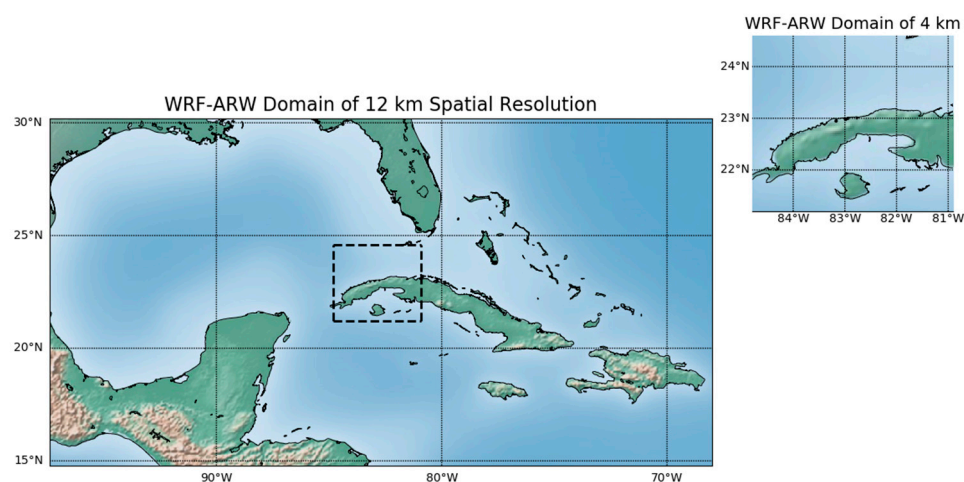 WRF-ARW Domain of 4 km
24°N
23°N
22°N
84°W 83°W 82°W 81°W
WRF-ARW Domain of 12 km Spatial Resolution
30°N
25°N
20°N
15°N
90°W 80°W 70°W